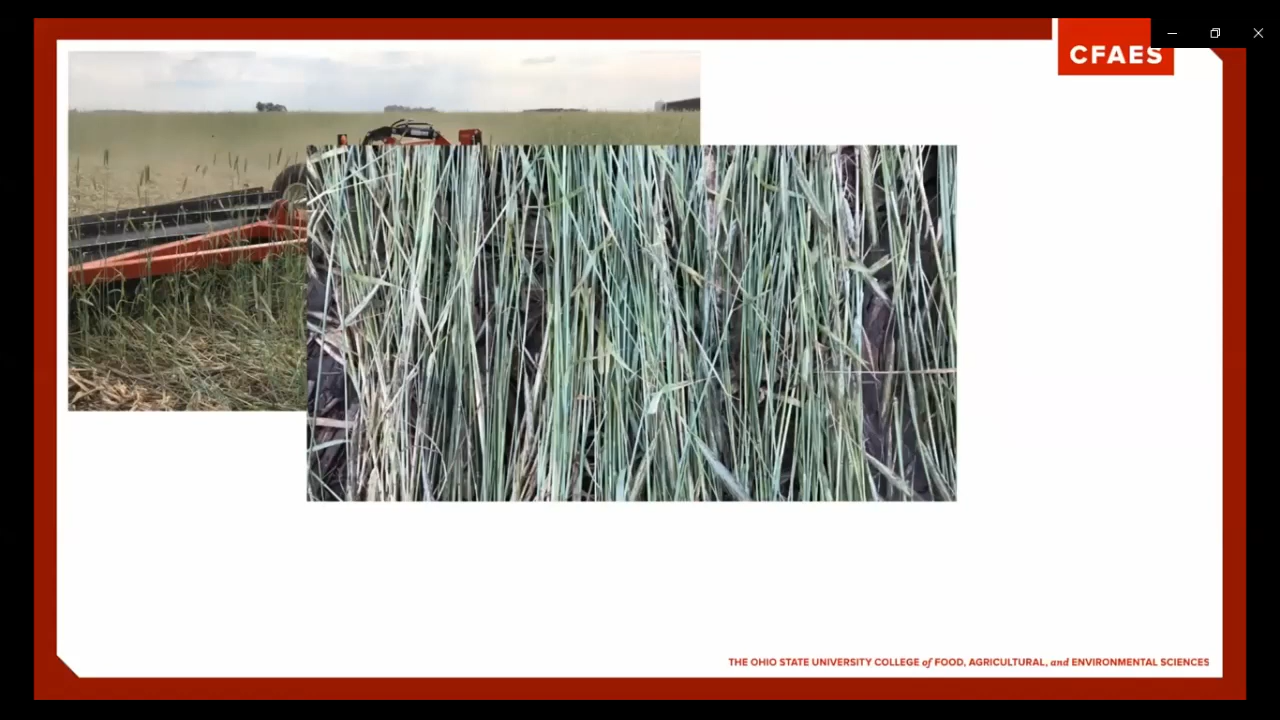 CFAES
THE OHIO STATE UNIVERSITY COLLEGE of FOOD, AGRICULTURAL, and ENVIRONMENTAL SCIENCES